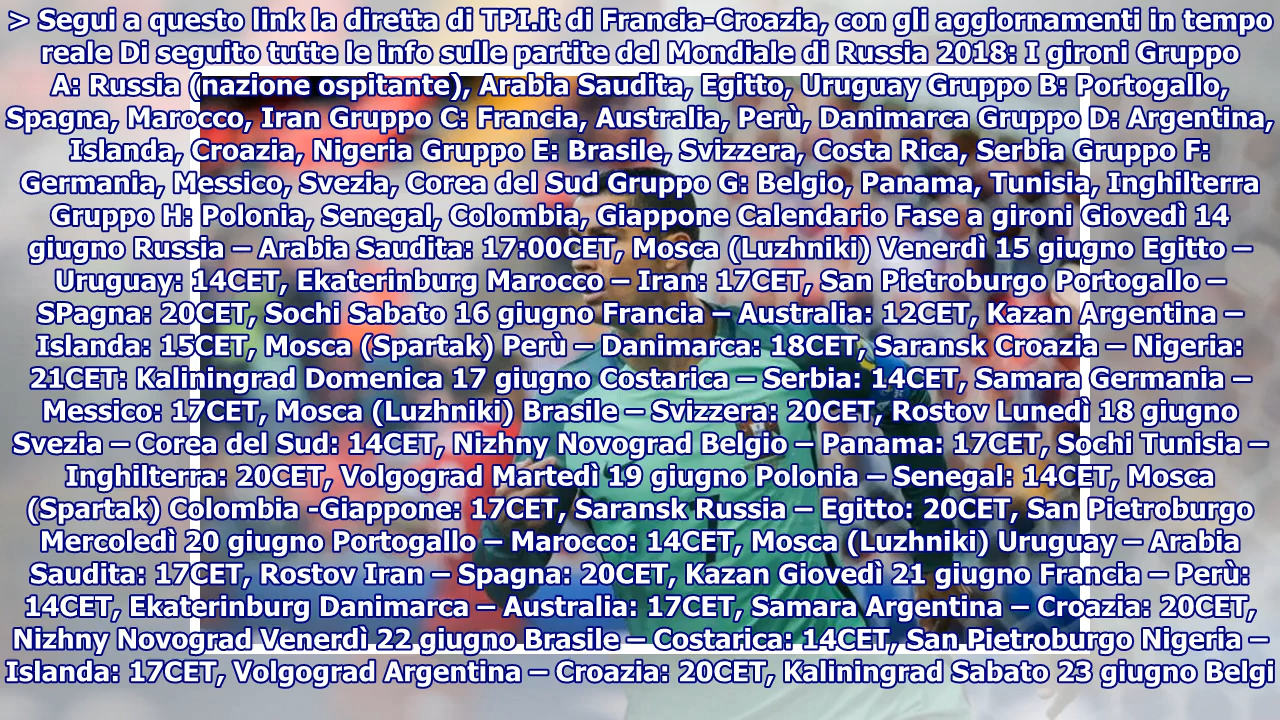 > Segui a questo link la diretta di TPI.it di Francia-Croazia, con gli aggiornamenti in tempo
reale Di seguito tutte le info sulle partite del Mondiale di Russia 2018: I gironi Gruppo
A: Russia (nazione ospitante), Arabia Saudita, Egitto, Uruguay Gruppo B: Portogallo,
Spagna, Marocco, Iran Gruppo C: Francia, Australia, Perù, Danimarca Gruppo D: Argentina,
Islanda, Croazia, Nigeria Gruppo E: Brasile, Svizzera, Costa Rica, Serbia Gruppo F:
Germania, Messico, Svezia, Corea del Sud Gruppo G: Belgio, Panama, Tunisia, Inghilterra
Gruppo H: Polonia, Senegal, Colombia, Giappone Calendario Fase a gironi Giovedì 14
giugno Russia – Arabia Saudita: 17:00CET, Mosca (Luzhniki) Venerdì 15 giugno Egitto –
Uruguay: 14CET, Ekaterinburg Marocco – Iran: 17CET, San Pietroburgo Portogallo –
SPagna: 20CET, Sochi Sabato 16 giugno Francia – Australia: 12CET, Kazan Argentina –
Islanda: 15CET, Mosca (Spartak) Perù – Danimarca: 18CET, Saransk Croazia – Nigeria:
21CET: Kaliningrad Domenica 17 giugno Costarica – Serbia: 14CET, Samara Germania –
Messico: 17CET, Mosca (Luzhniki) Brasile – Svizzera: 20CET, Rostov Lunedì 18 giugno
Svezia – Corea del Sud: 14CET, Nizhny Novograd Belgio – Panama: 17CET, Sochi Tunisia –
Inghilterra: 20CET, Volgograd Martedì 19 giugno Polonia – Senegal: 14CET, Mosca
(Spartak) Colombia -Giappone: 17CET, Saransk Russia – Egitto: 20CET, San Pietroburgo
Mercoledì 20 giugno Portogallo – Marocco: 14CET, Mosca (Luzhniki) Uruguay – Arabia
Saudita: 17CET, Rostov Iran – Spagna: 20CET, Kazan Giovedì 21 giugno Francia – Perù:
14CET, Ekaterinburg Danimarca – Australia: 17CET, Samara Argentina – Croazia: 20CET,
Nizhny Novograd Venerdì 22 giugno Brasile – Costarica: 14CET, San Pietroburgo Nigeria –
Islanda: 17CET, Volgograd Argentina – Croazia: 20CET, Kaliningrad Sabato 23 giugno Belgi